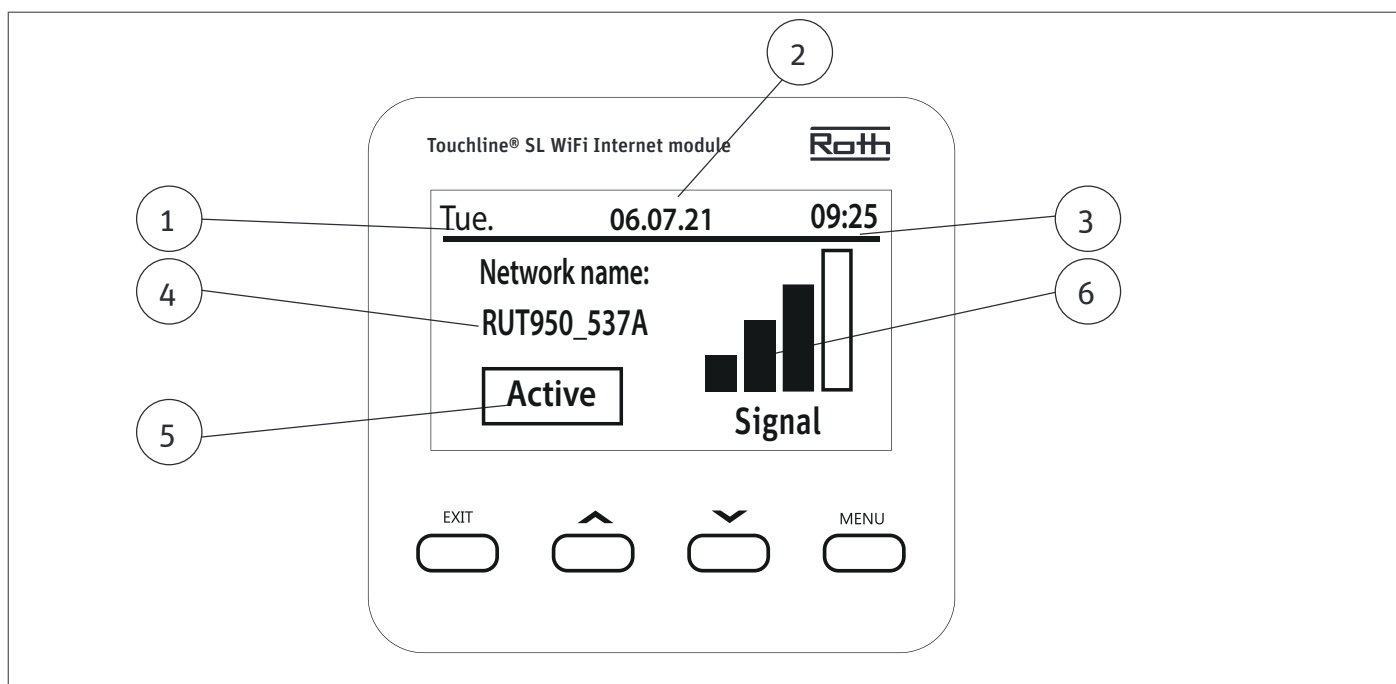 2
Touchline® SL WiFi Internet module Roth
1
Tue. 06.07.21 09:25
3
Network name:
4
RUT950_537A
6
Active
Signal
5
EXIT MENU